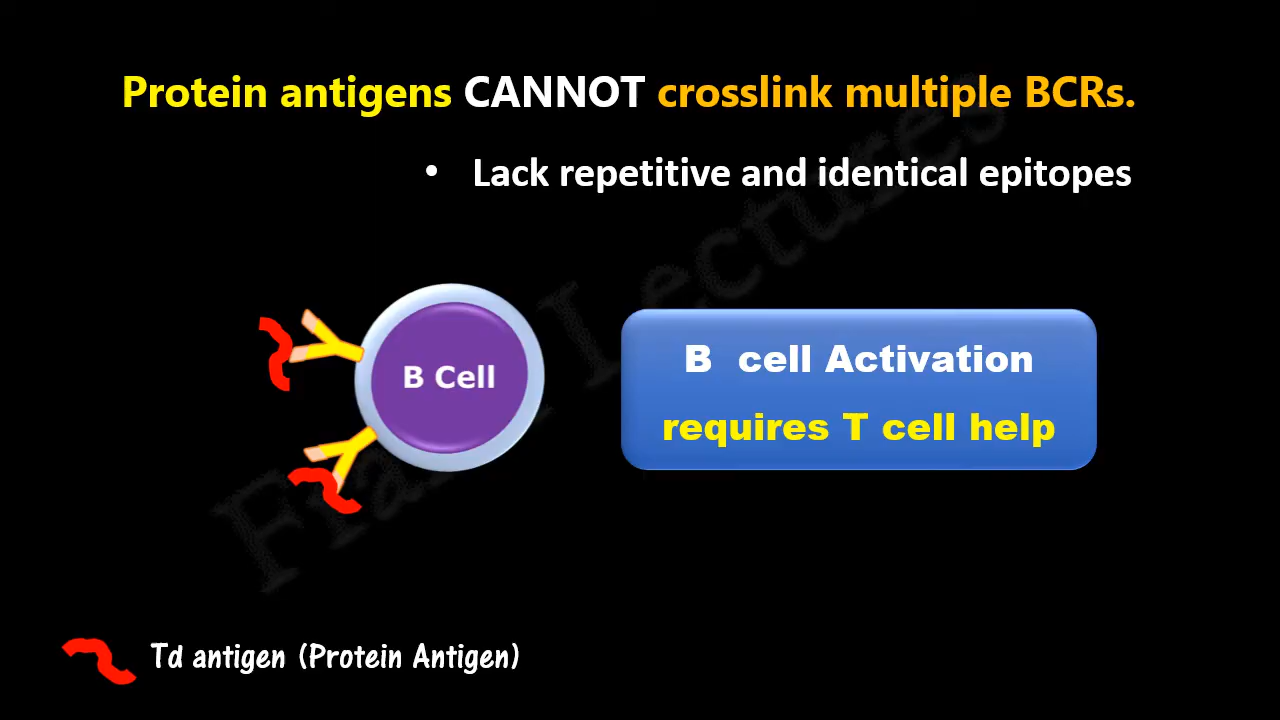 Protein antigens CANNOT crosslink multiple BCRs.
• Lack repetitive and identical epitopes
B Cell
B cell Activation
requires T cell help
Td antigen (Protein Antigen)
Lectures